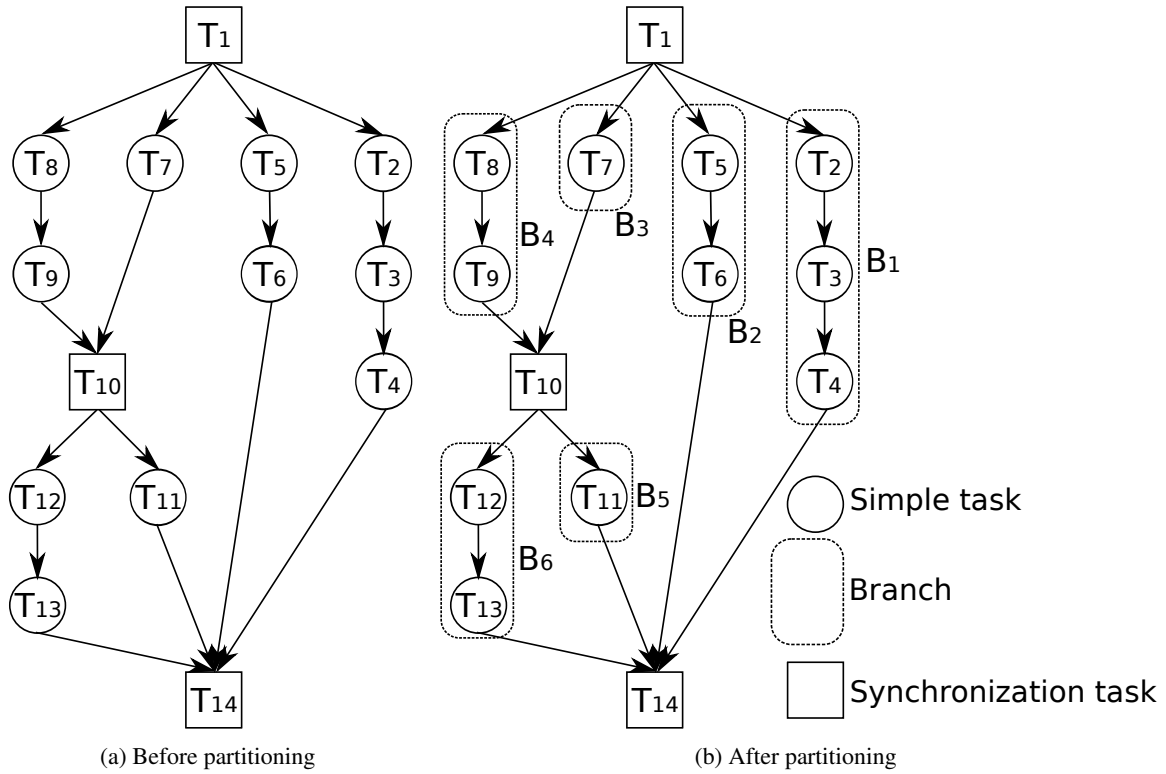 T1
T8 T7 T5 T2
T9 T6 T3
T10 T4
T12 T11
T13
T14
(a) Before partitioning
T1
T8 T7 T5 T2
B4 B3 B1
T9 T6 T3
B2
T10 T4
T12 T11 B5
B6
T13
T14
Simple task
Branch
Synchronization task
(b) After partitioning